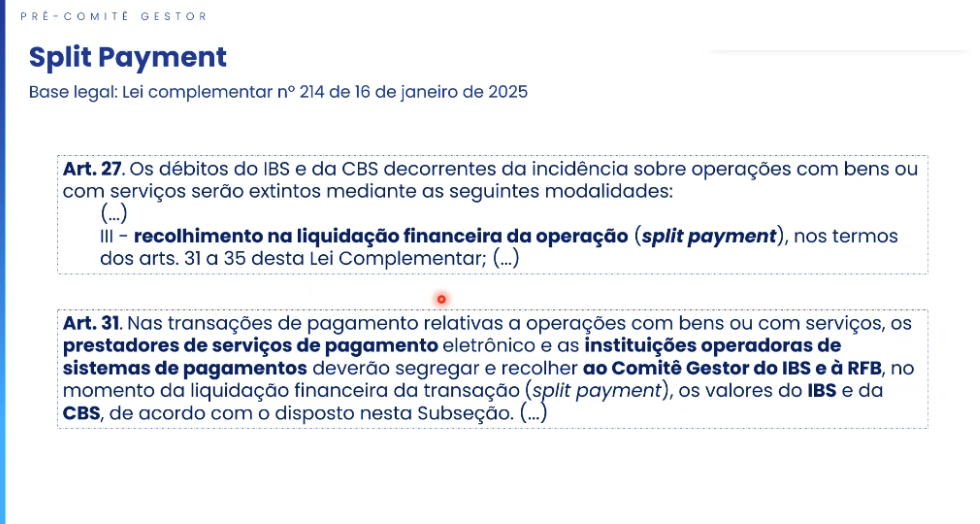 PRÉ-COMITÊ GESTOR
Split Payment
Base legal: Lei complementar nº 214 de 16 de janeiro de 2025
Art. 27. Os débitos do IBS e da CBS decorrentes da incidência sobre operações com bens ou
com serviços serão extintos mediante as seguintes modalidades:
(...)
III - recolhimento na liquidação financeira da operação (split payment), nos termos
dos arts. 31 a 35 desta Lei Complementar; (...)
Art. 31. Nas transações de pagamento relativas a operações com bens ou com serviços, os
prestadores de serviços de pagamento eletrônico e as instituições operadoras de
sistemas de pagamentos deverão segregar e recolher ao Comitê Gestor do IBS e à RFB, no
momento da liquidação financeira da transação (split payment), os valores do IBS e da
CBS, de acordo com o disposto nesta Subseção. (...)